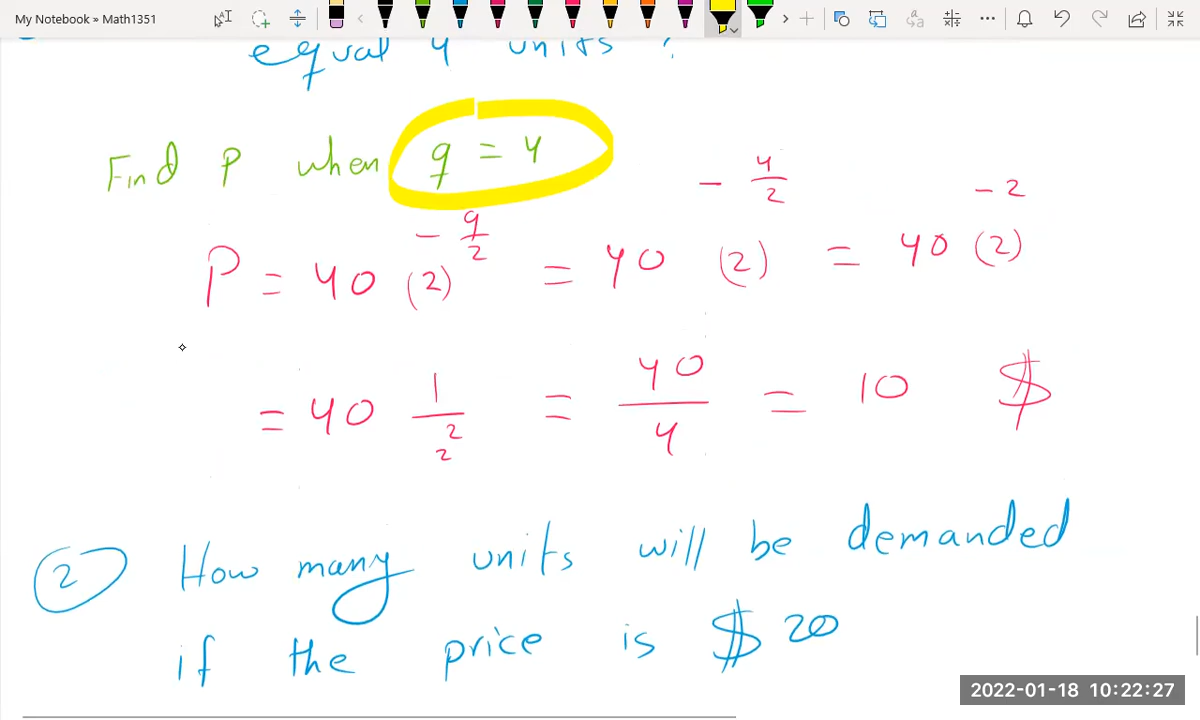 My Notebook » Math1351
equal 4 units ?
Find P when q = 4
P = 40 (2)^(-q/2) = 40 (2)^(-4/2) = 40 (2)^(-2)
= 40 1/2^2 = 40/4 = 10 $
(2) How many units will be demanded
if the price is $ 20
2022-01-18 10:22:27